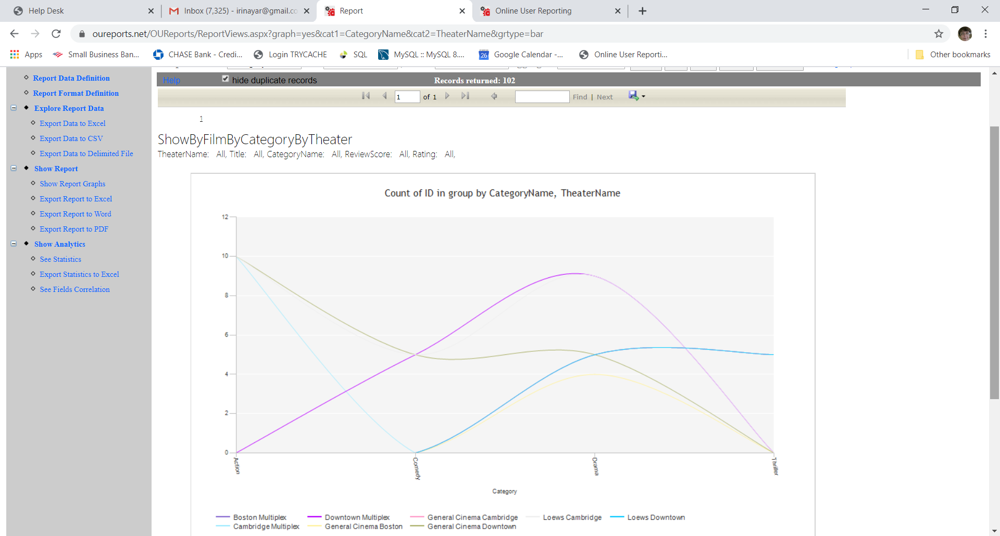 Help Desk
Inbox (7,325) - irinayar@gmail.co
Report
Online User Reporting
oureports.net/OUReports/ReportViews.aspx?graph=yes&cat1=CategoryName&cat2=TheaterName&grtype=bar
Apps
Small Business Ban...
CHASE Bank - Credi...
Login TRYCACHE
SQL
MySQL :: MySQL 8....
26
Google Calendar -...
Online User Reporti...
Other bookmarks
Report Data Definition
Report Format Definition
Explore Report Data
Export Data to Excel
Export Data to CSV
Export Data to Delimited File
Show Report
Show Report Graphs
Export Report to Excel
Export Report to Word
Export Report to PDF
Show Analytics
See Statistics
Export Statistics to Excel
See Fields Correlation
Help
hide duplicate records
Records returned: 102
1 of 1
Find | Next
1
ShowByFilmByCategoryByTheater
TheaterName: All, Title: All, CategoryName: All, ReviewScore: All, Rating: All,
Count of ID in group by CategoryName, TheaterName
12
10
8
6
4
2
0
Action
Comedy
Drama
Thriller
Category
Boston Multiplex
Downtown Multiplex
General Cinema Cambridge
Loews Cambridge
Loews Downtown
Cambridge Multiplex
General Cinema Boston
General Cinema Downtown